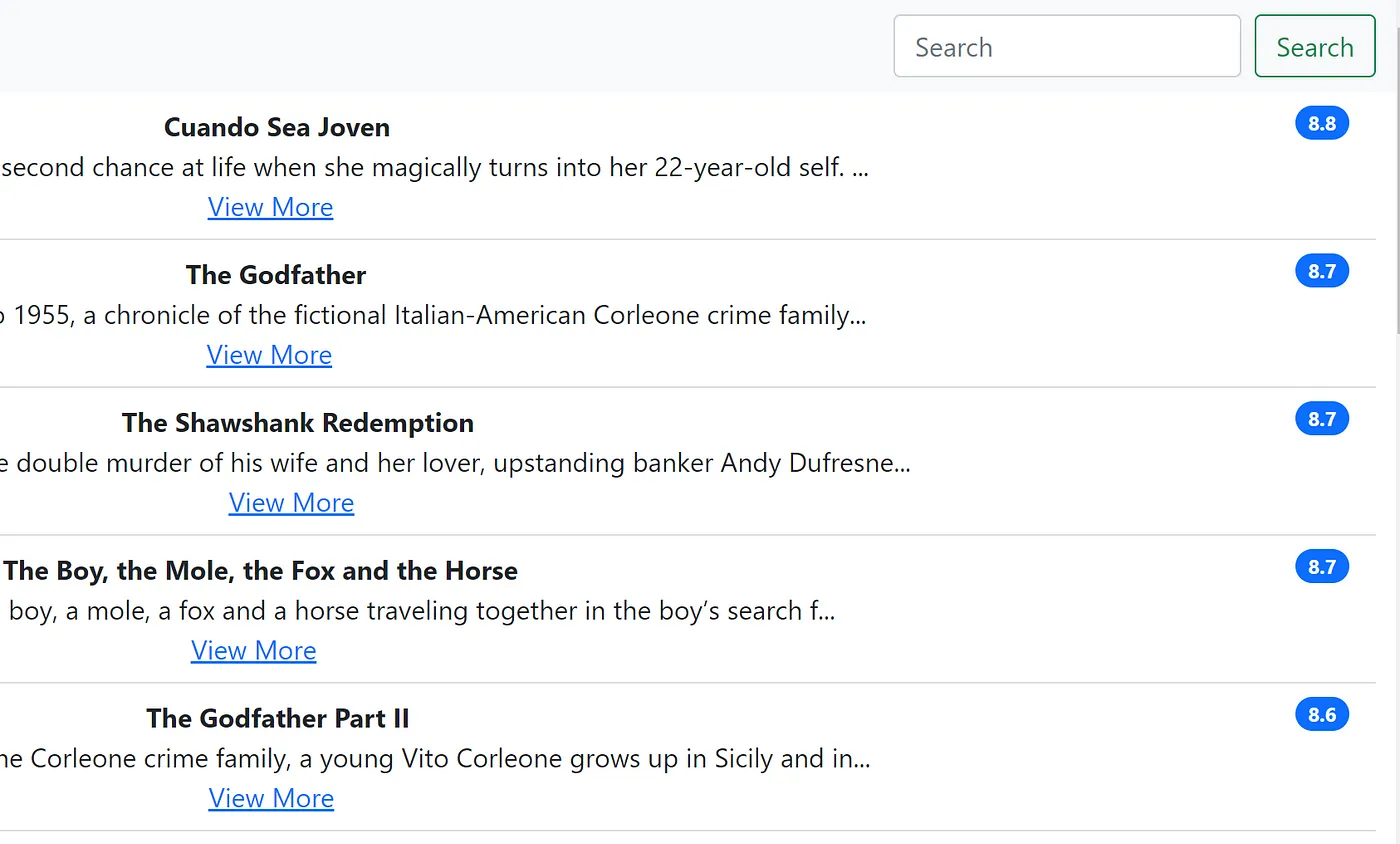 Search Search
Cuando Sea Joven 8.8
second chance at life when she magically turns into her 22-year-old self. ...
View More
The Godfather 8.7
1955, a chronicle of the fictional Italian-American Corleone crime family...
View More
The Shawshank Redemption 8.7
double murder of his wife and her lover, upstanding banker Andy Dufresne...
View More
The Boy, the Mole, the Fox and the Horse 8.7
boy, a mole, a fox and a horse traveling together in the boy’s search f...
View More
The Godfather Part II 8.6
Corleone crime family, a young Vito Corleone grows up in Sicily and in...
View More